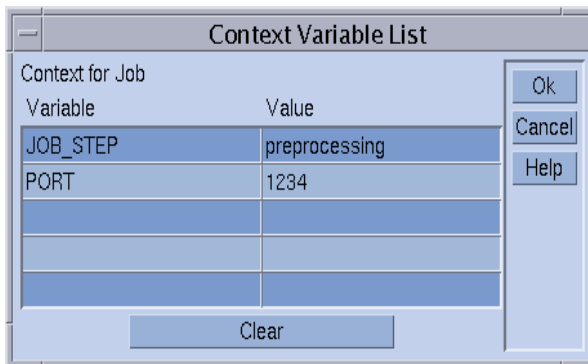 Context Variable List
Context for Job
Variable Value
JOB_STEP preprocessing
PORT 1234
Clear
Ok
Cancel
Help